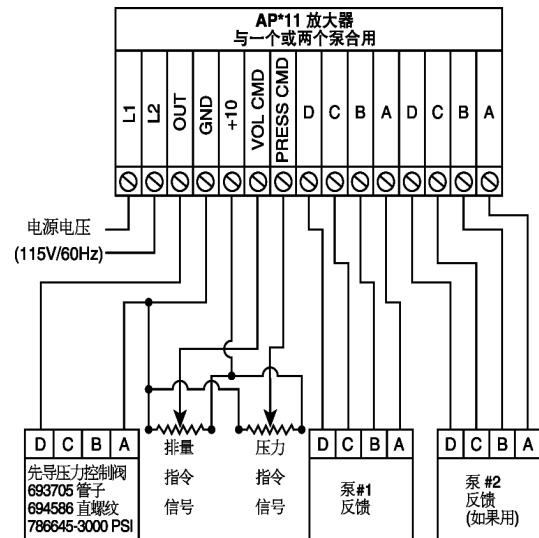 AP*11 放大器
与一个或两个泵合用
L1
L2
OUT
GND
+10
VOL CMD
PRESS CMD
D
C
B
A
D
C
B
A
电源电压
(115V/60Hz)
D C B A
先导压力控制阀
693705 管子
694586 直螺纹
786645-3000 PSI
排量
指令
信号
压力
指令
信号
D C B A
泵#1
反馈
D C B A
泵 #2
反馈
(如果用)